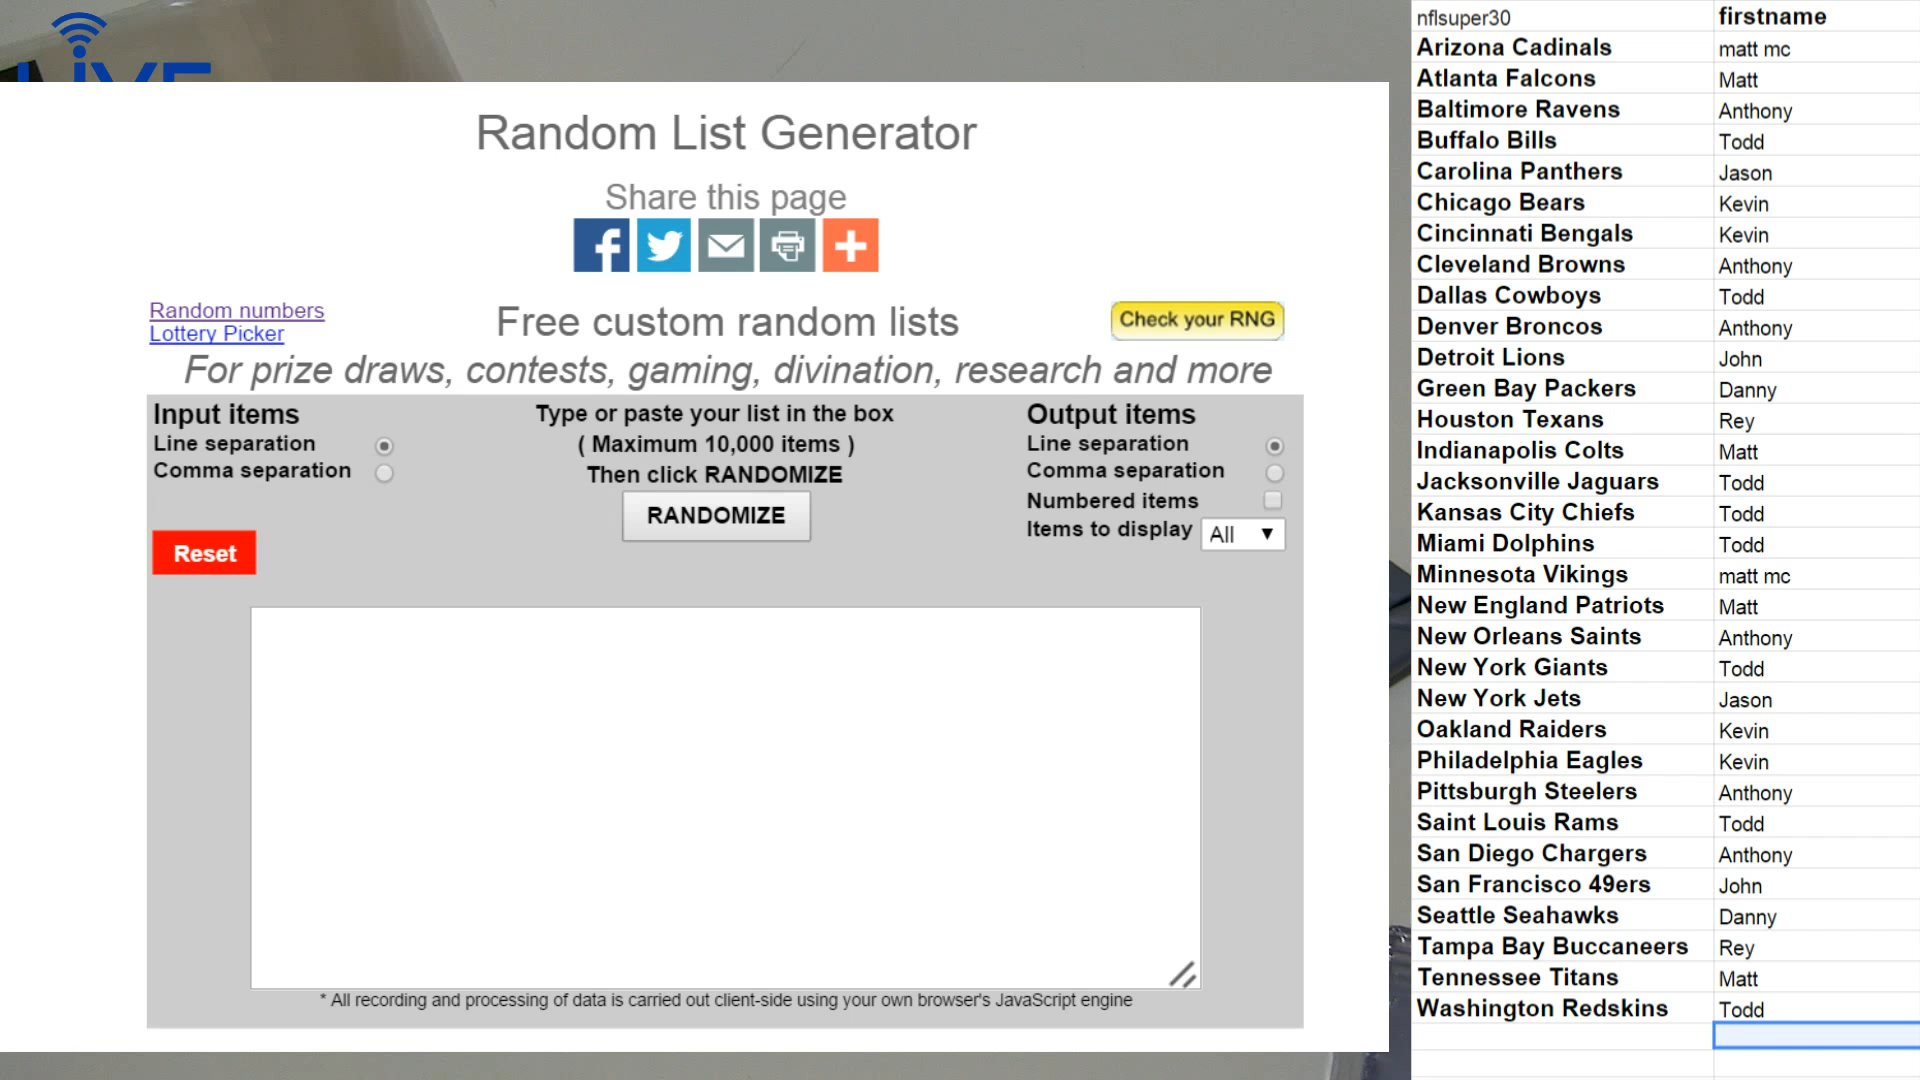 LIVE
Random List Generator
Share this page
Random numbers
Lottery Picker
Free custom random lists
Check your RNG
For prize draws, contests, gaming, divination, research and more
Input items
Line separation
Comma separation
Reset
Type or paste your list in the box
( Maximum 10,000 items )
Then click RANDOMIZE
RANDOMIZE
Output items
Line separation
Comma separation
Numbered items
Items to display All
* All recording and processing of data is carried out client-side using your own browser's JavaScript engine
nflsuper30 firstname
Arizona Cadinals matt mc
Atlanta Falcons Matt
Baltimore Ravens Anthony
Buffalo Bills Todd
Carolina Panthers Jason
Chicago Bears Kevin
Cincinnati Bengals Kevin
Cleveland Browns Anthony
Dallas Cowboys Todd
Denver Broncos Anthony
Detroit Lions John
Green Bay Packers Danny
Houston Texans Rey
Indianapolis Colts Matt
Jacksonville Jaguars Todd
Kansas City Chiefs Todd
Miami Dolphins Todd
Minnesota Vikings matt mc
New England Patriots Matt
New Orleans Saints Anthony
New York Giants Todd
New York Jets Jason
Oakland Raiders Kevin
Philadelphia Eagles Kevin
Pittsburgh Steelers Anthony
Saint Louis Rams Todd
San Diego Chargers Anthony
San Francisco 49ers John
Seattle Seahawks Danny
Tampa Bay Buccaneers Rey
Tennessee Titans Matt
Washington Redskins Todd